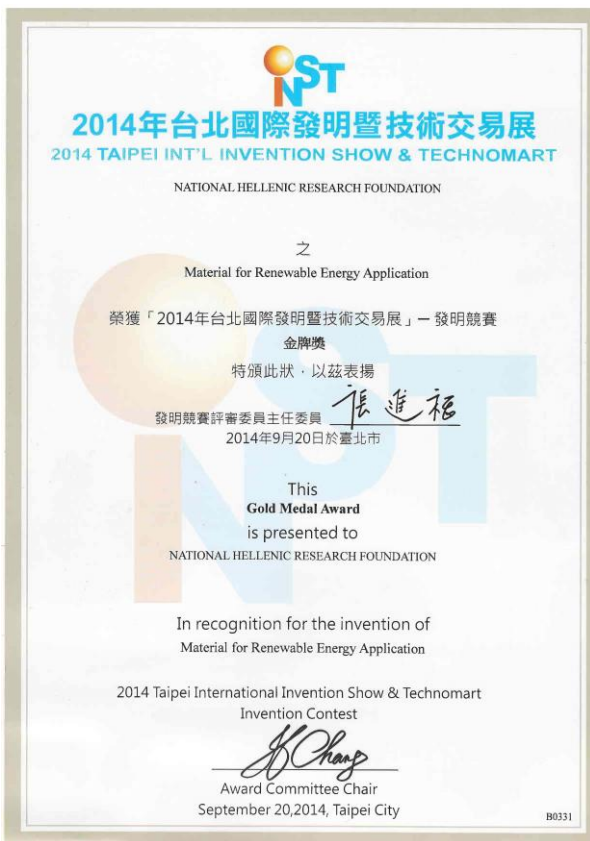 INST
2014年台北國際發明暨技術交易展
2014 TAIPEI INT'L INVENTION SHOW & TECHNOMART
NATIONAL HELLENIC RESEARCH FOUNDATION
之
Material for Renewable Energy Application
榮獲「2014年台北國際發明暨技術交易展」─ 發明競賽
金牌獎
特頒此狀，以茲表揚
發明競賽評審委員主任委員 張進福
2014年9月20日於臺北市
This
Gold Medal Award
is presented to
NATIONAL HELLENIC RESEARCH FOUNDATION
In recognition for the invention of
Material for Renewable Energy Application
2014 Taipei International Invention Show & Technomart
Invention Contest
Award Committee Chair
September 20,2014, Taipei City
B0331